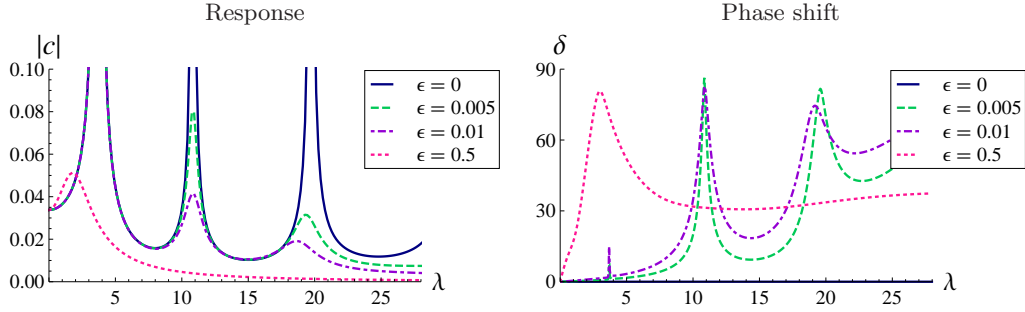 Response
|c|
0.10
0.08
0.06
0.04
0.02
0.00
5
10
15
20
25
λ
ϵ = 0
ϵ = 0.005
ϵ = 0.01
ϵ = 0.5
Phase shift
δ
90
60
30
0
5
10
15
20
25
λ
ϵ = 0
ϵ = 0.005
ϵ = 0.01
ϵ = 0.5